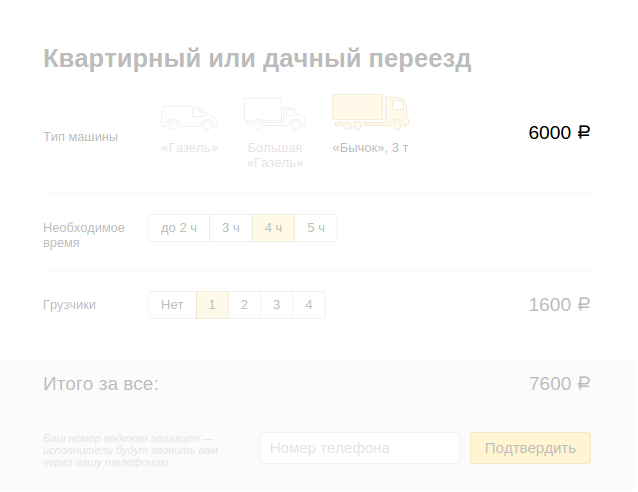 Квартирный или дачный переезд
Тип машины
«Газель»
Большая
«Газель»
«Бычок», 3 т
6000 ₽
Необходимое
время
до 2 ч 3 ч 4 ч 5 ч
Грузчики
Нет 1 2 3 4
1600 ₽
Итого за все:
7600 ₽
Ваш номер надежно защищен —
исполнители будут звонить вам
через нашу телефонию
Номер телефона
Подтвердить